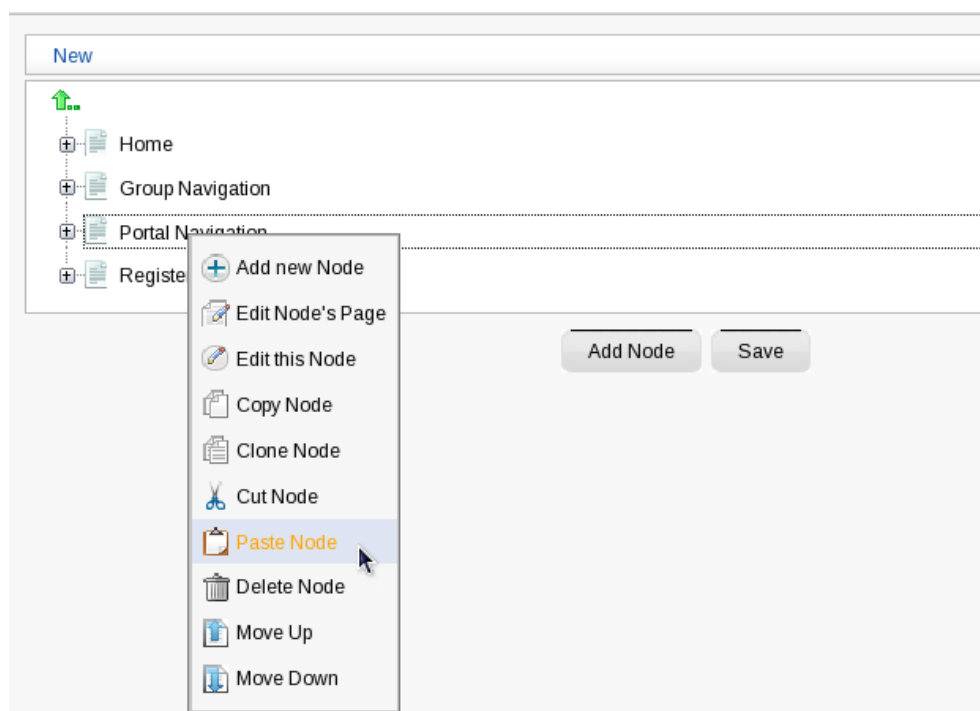 New
Home
Group Navigation
Portal Navigation
Registe
Add new Node
Edit Node's Page
Edit this Node
Copy Node
Clone Node
Cut Node
Paste Node
Delete Node
Move Up
Move Down
Add Node
Save